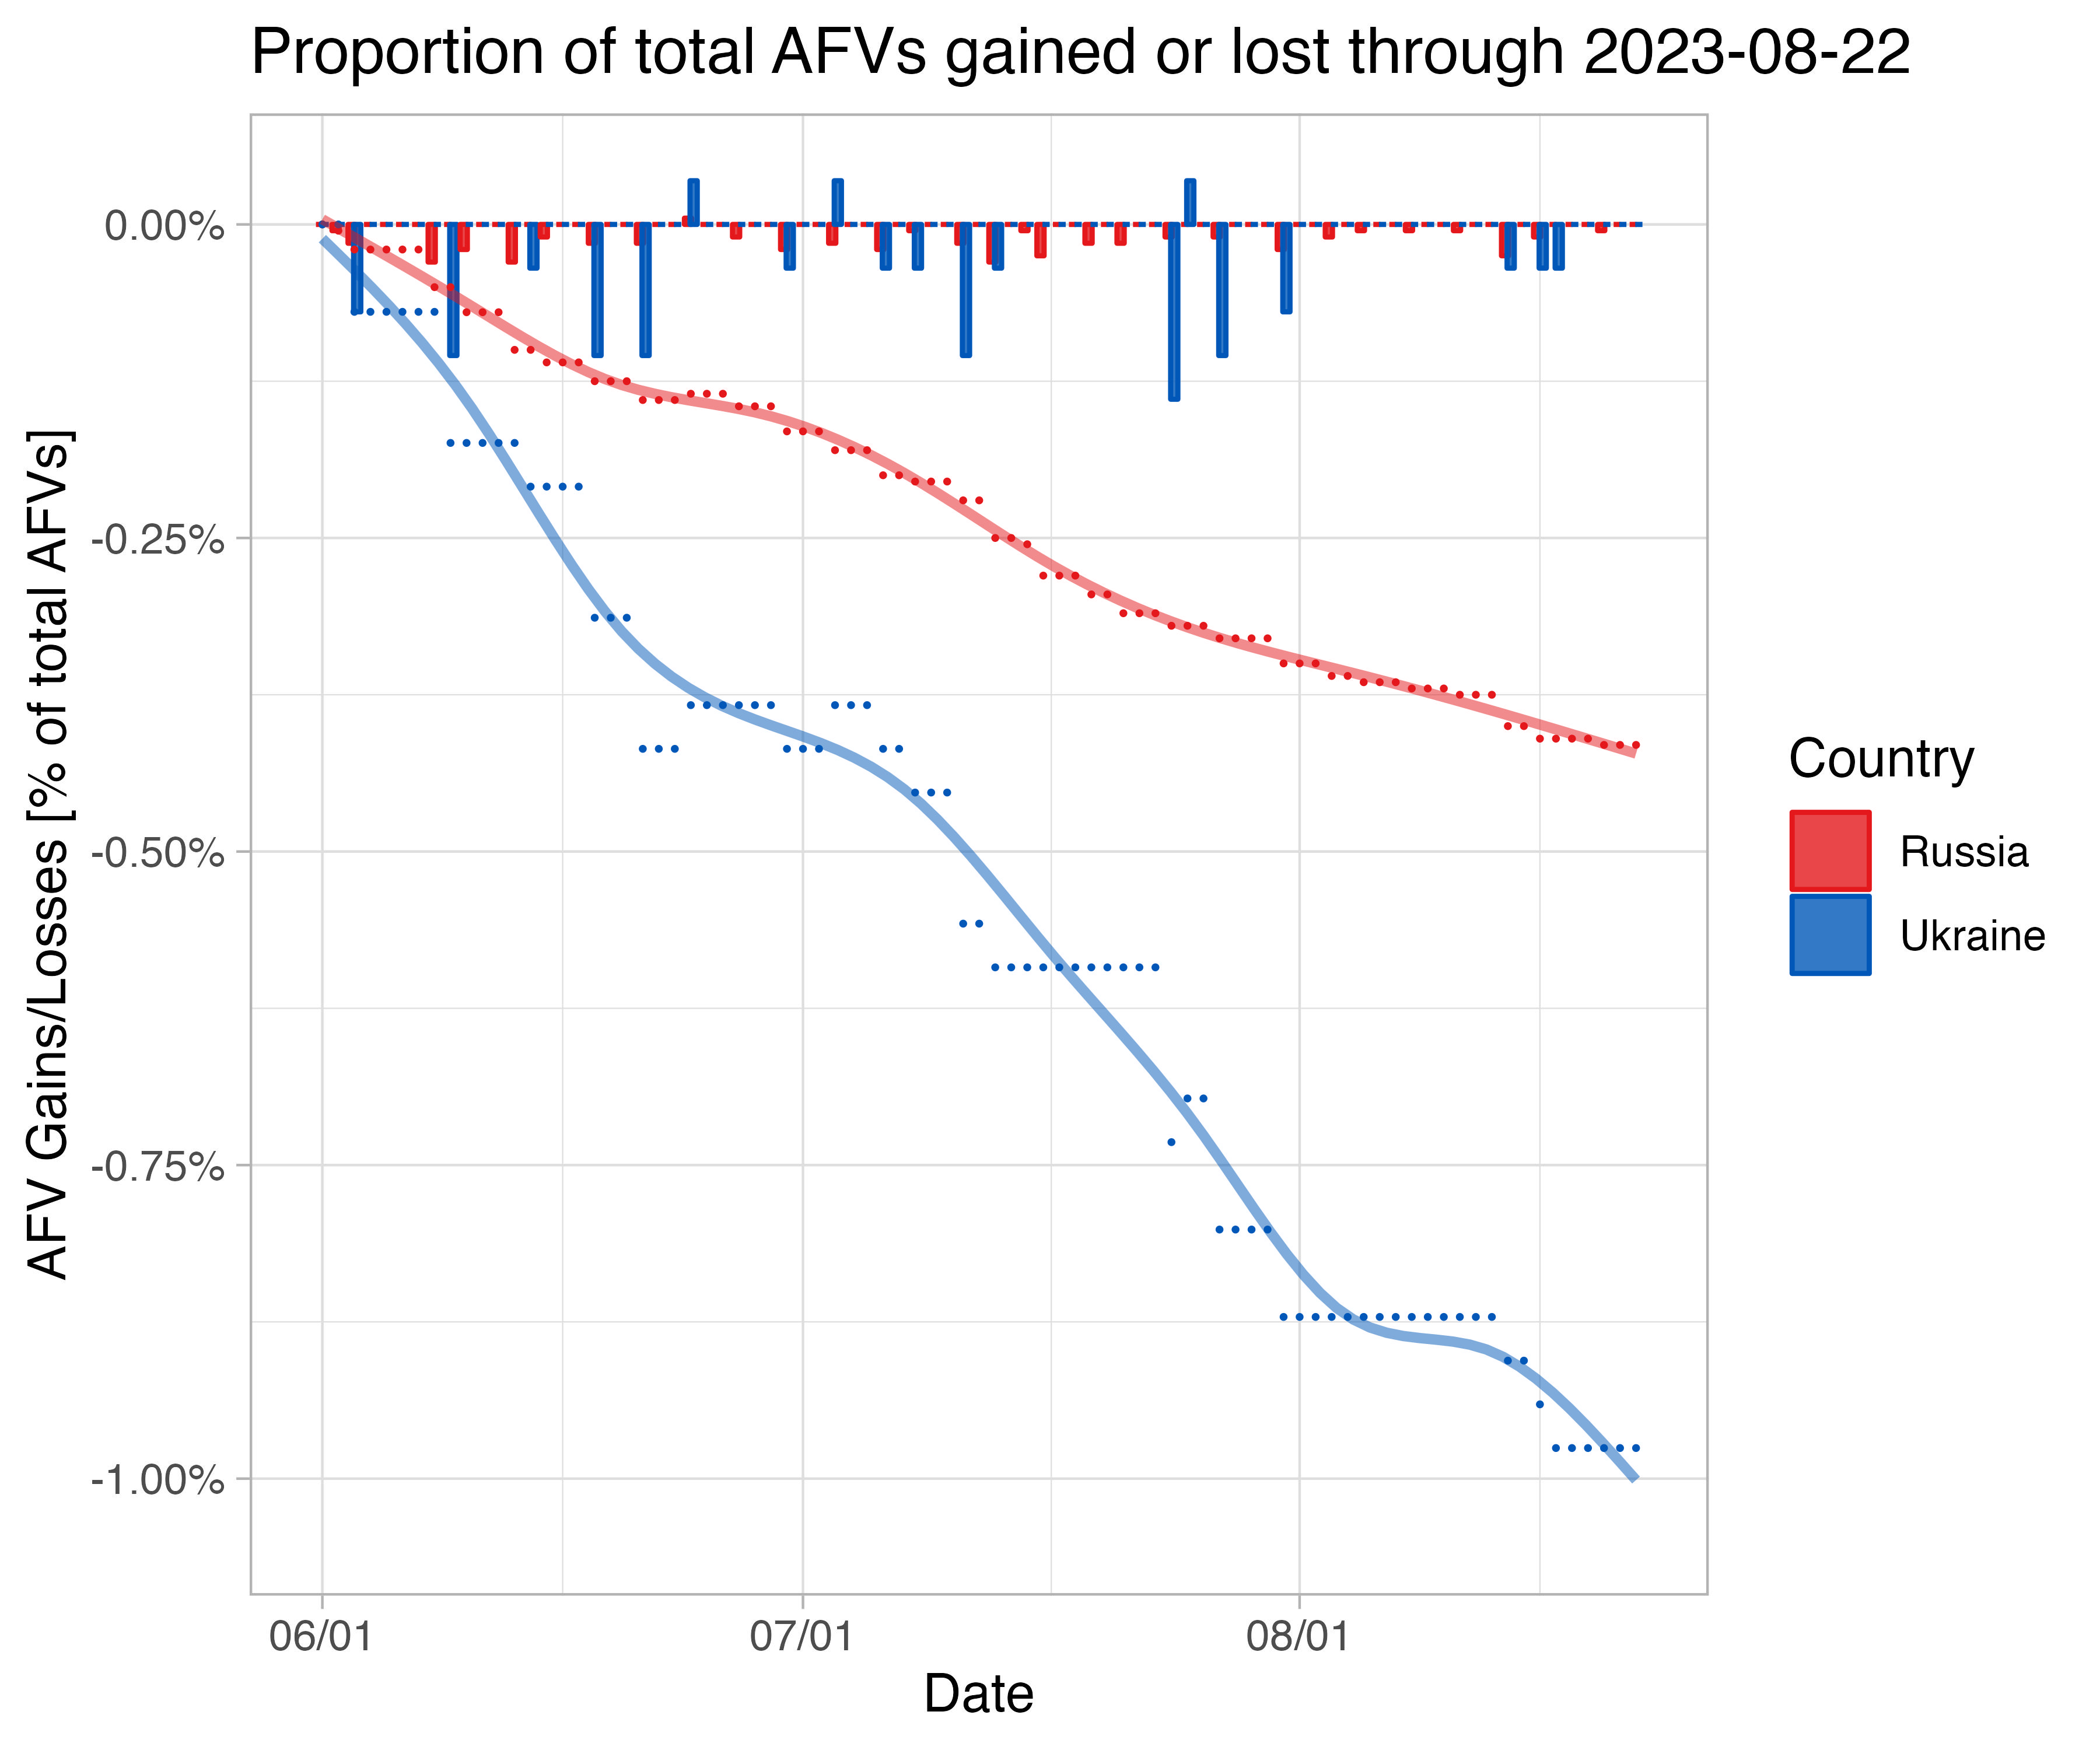 Proportion of total AFVs gained or lost through 2023-08-22
AFV Gains/Losses [% of total AFVs]
0.00%
-0.25%
-0.50%
-0.75%
-1.00%
06/01
07/01
08/01
Date
Country
Russia
Ukraine